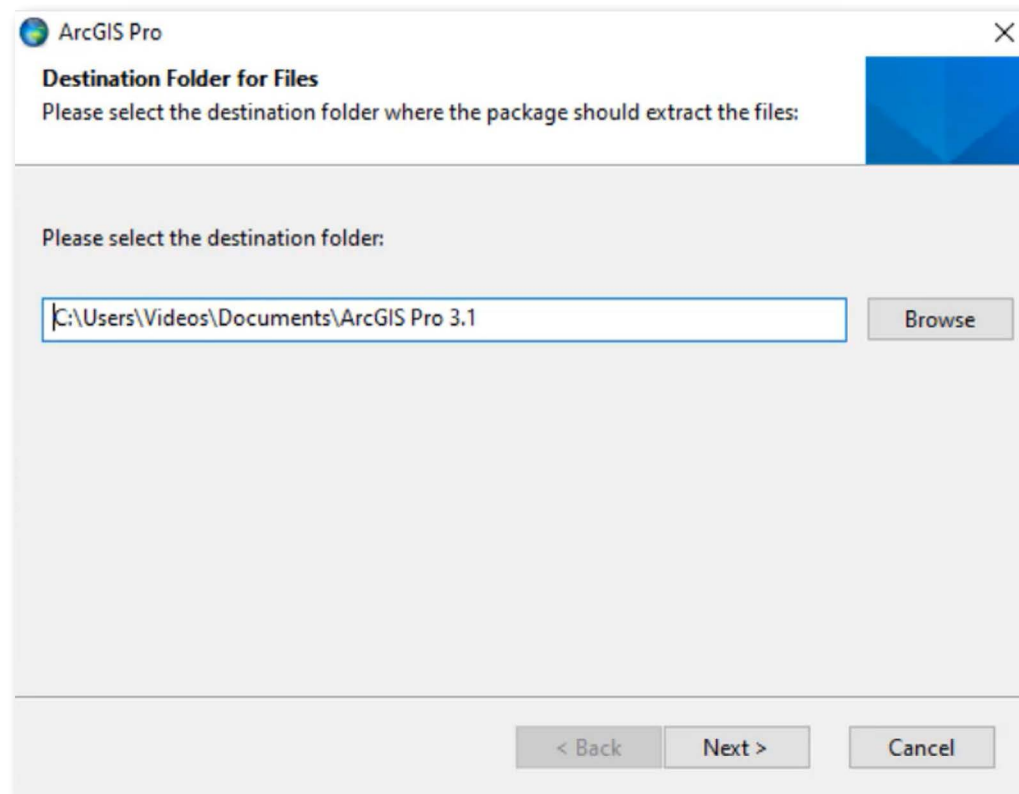 ArcGIS Pro
Destination Folder for Files
Please select the destination folder where the package should extract the files:
Please select the destination folder:
C:\Users\Videos\Documents\ArcGIS Pro 3.1
Browse
< Back
Next >
Cancel